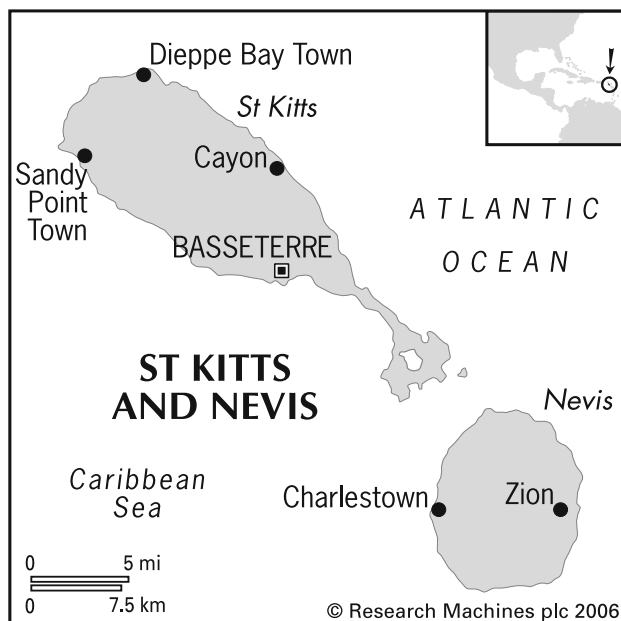 Dieppe Bay Town
St Kitts
Cayon
Sandy
Point
Town
ATLANTIC
OCEAN
BASSETERRE
ST KITTS
AND NEVIS
Nevis
Caribbean
Sea
Charlestown
Zion
0 5 mi
0 7.5 km
© Research Machines plc 2006